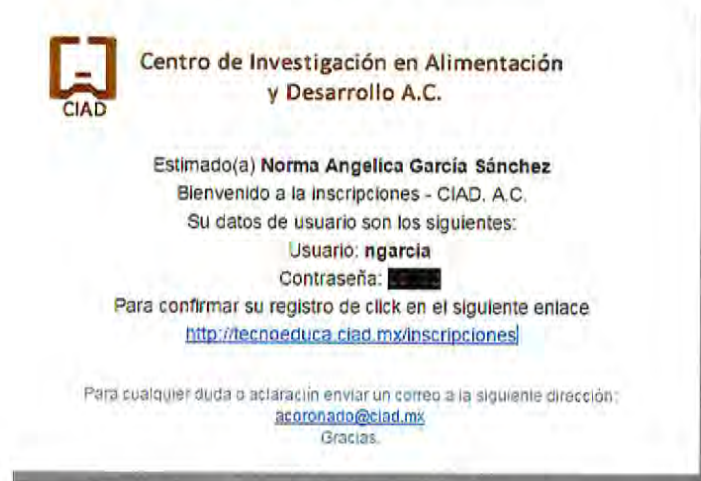 CIAD
Centro de Investigación en Alimentación
y Desarrollo A.C.
Estimado(a) Norma Angelica García Sánchez
Bienvenido a la inscripciones - CIAD, A.C.
Su datos de usuario son los siguientes:
Usuario: ngarcia
Contraseña:
Para confirmar su registro de click en el siguiente enlace
http://tecnoeduca.ciad.mx/inscripciones
Para cualquier duda o aclaraciín enviar un correo a la siguiente dirección:
acoronado@ciad.mx
Gracias.